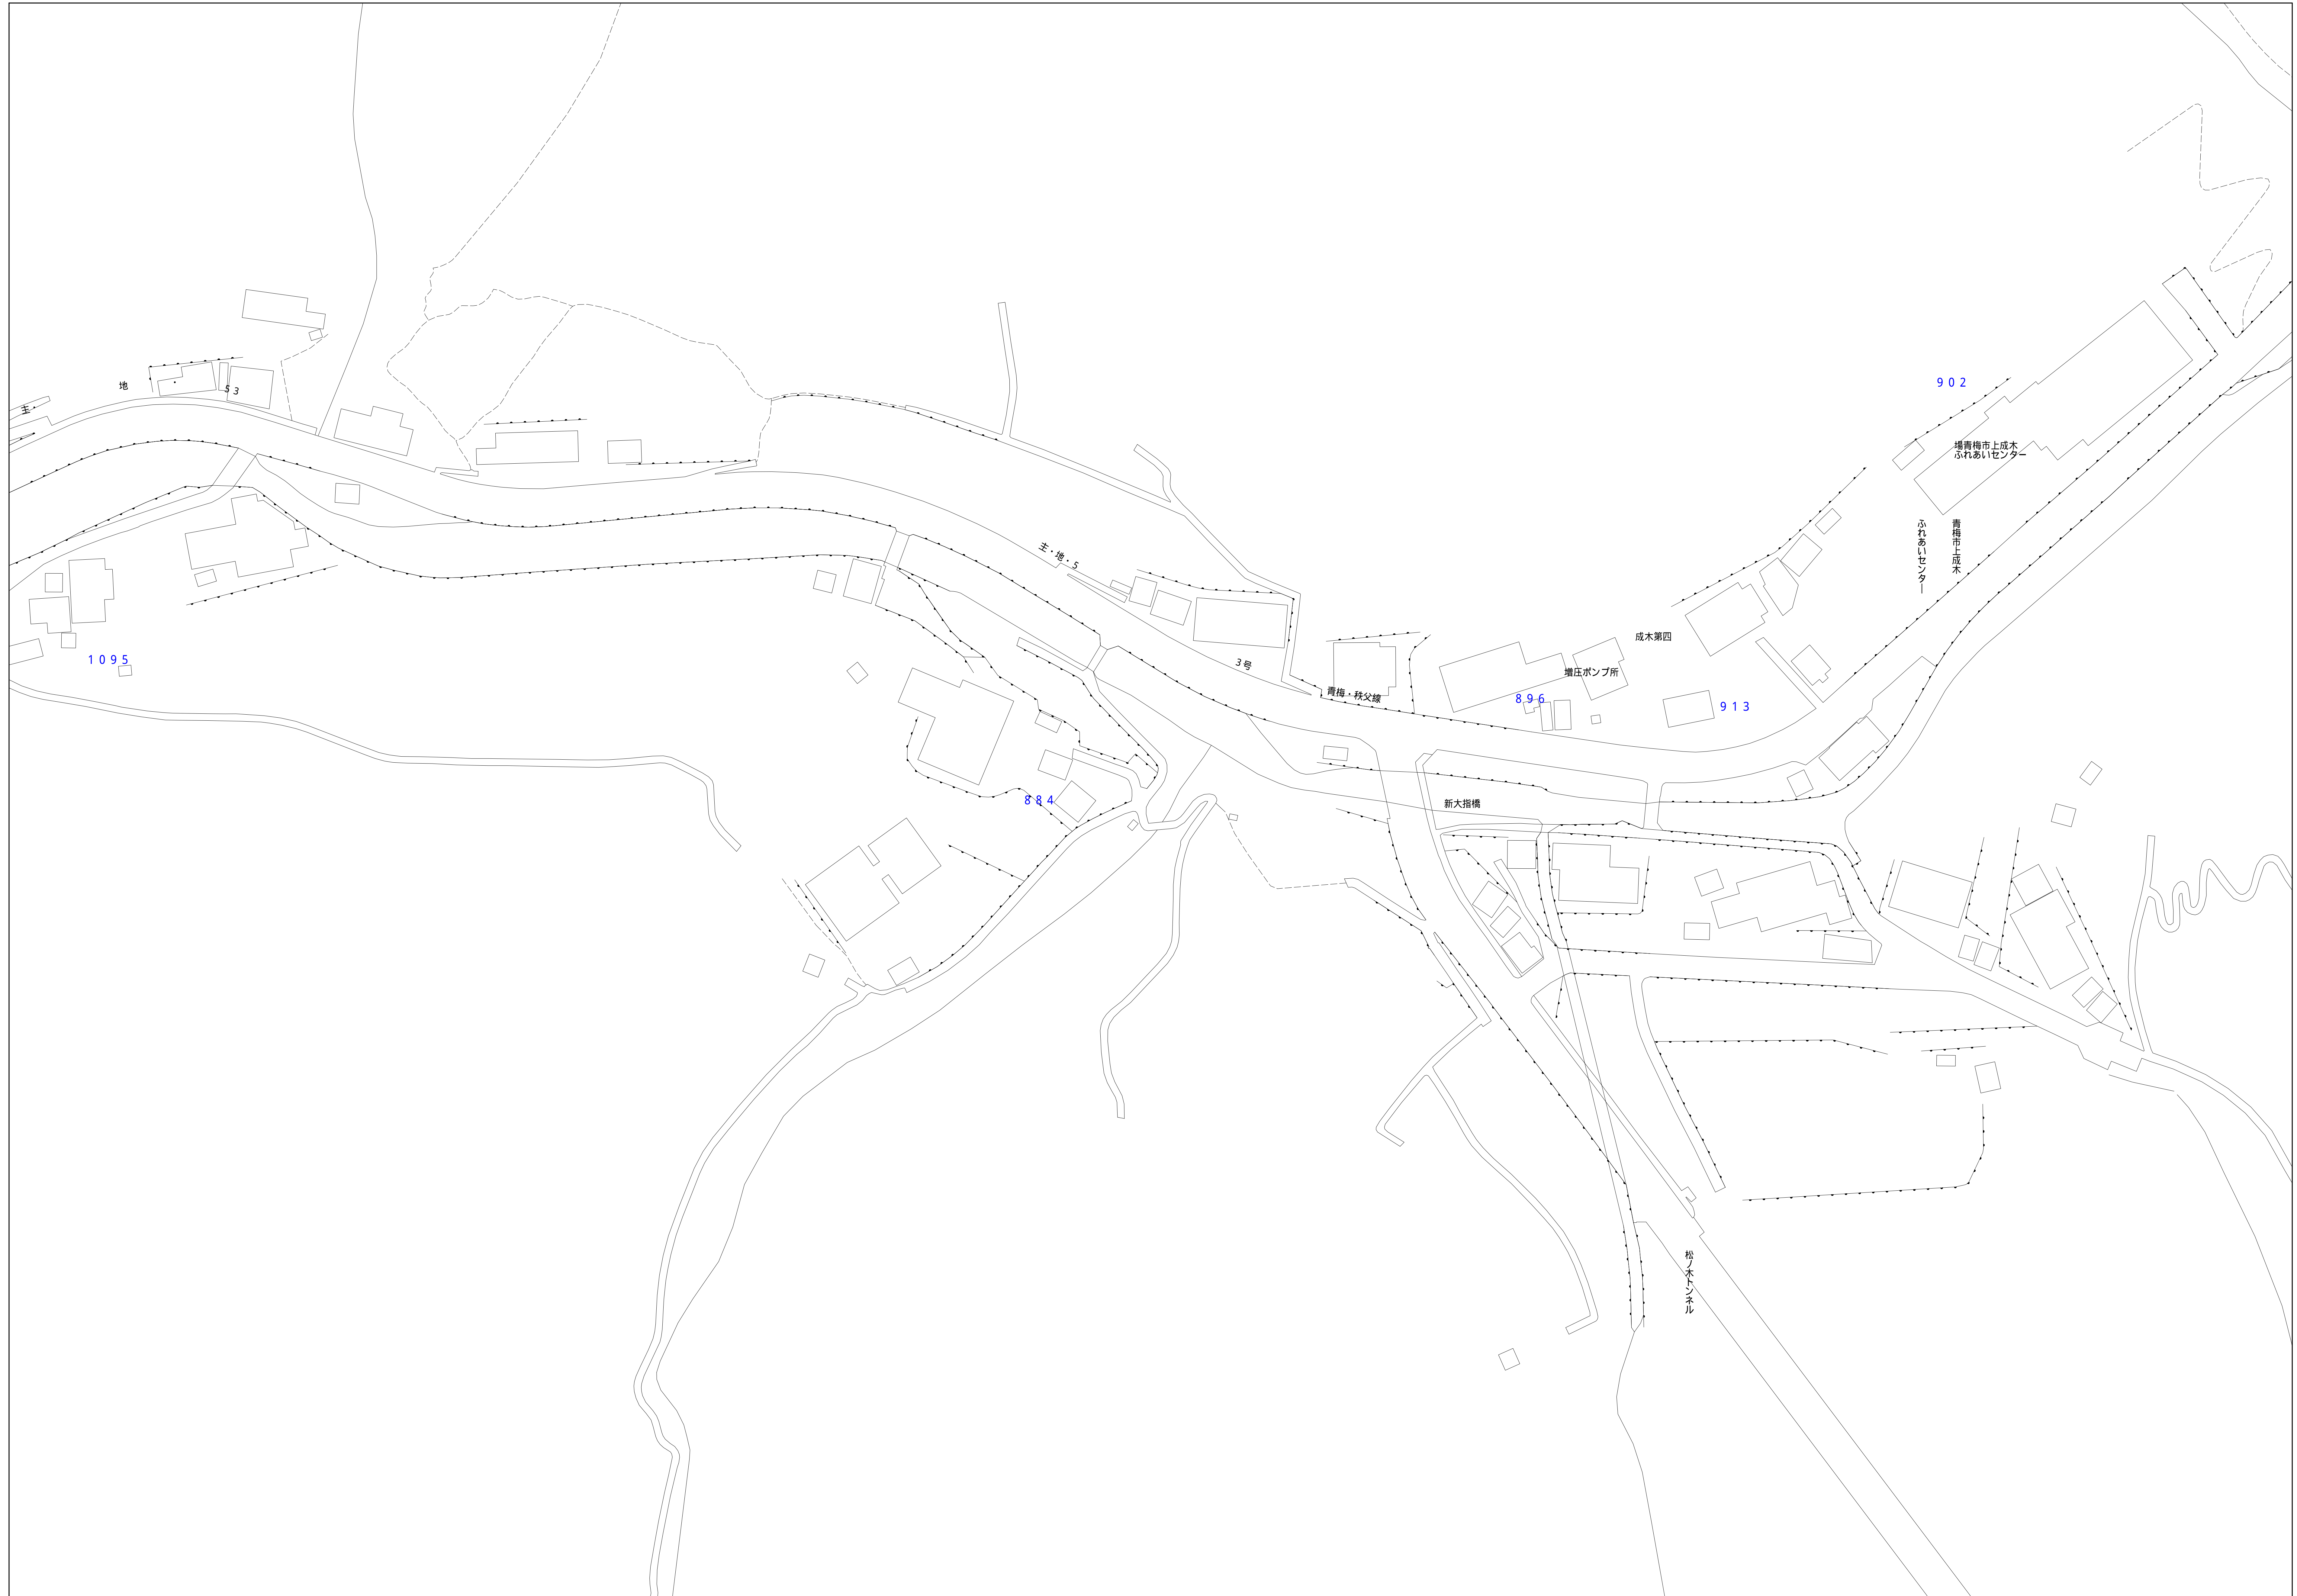 902
地
53
主・
場青梅市上成木
ふれあいセンター
青梅市上成木
ふれあいセンター
主・地・5
成木第四
1095
3号
増圧ポンプ所
青梅・秩父線
896
913
884
新大指橋
松ノ木トンネル